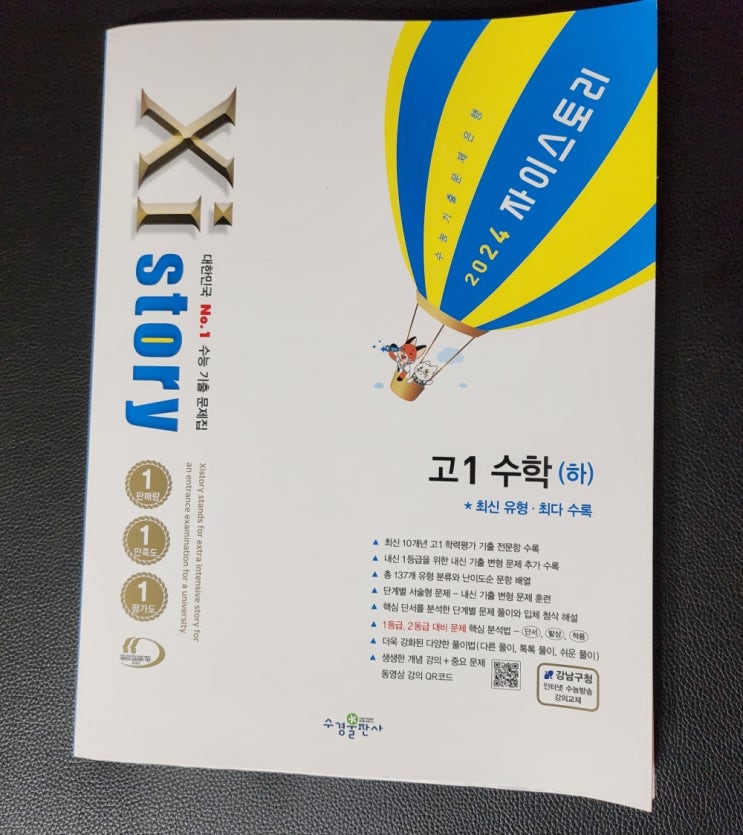 Xi
story
대한민국 No.1 수능 기출 문제집
Xistory stands for extra intensive story for
an entrance examination for a university.
1
판매량
1
만족도
1
평가도
수능기출문제은행
2024 자이스토리
고1 수학(하)
★ 최신 유형·최다 수록
▲ 최신 10개년 고1 학력평가 기출 전문항 수록
▲ 내신 1등급을 위한 내신 기출 변형 문제 추가 수록
▲ 총 137개 유형 분류와 난이도순 문항 배열
▲ 단계별 서술형 문제 – 내신 기출 변형 문제 훈련
▲ 핵심 단서를 분석한 단계별 문제 풀이와 입체 첨삭 해설
▲ 1등급, 2등급 대비 문제 핵심 분석법 – 단서, 발상, 적용
▲ 더욱 강화된 다양한 풀이법(다른 풀이, 톡톡 풀이, 쉬운 풀이)
▲ 생생한 개념 강의 + 중요 문제
동영상 강의 QR코드
강남구청
인터넷 수능방송
강의교재
수경출판사